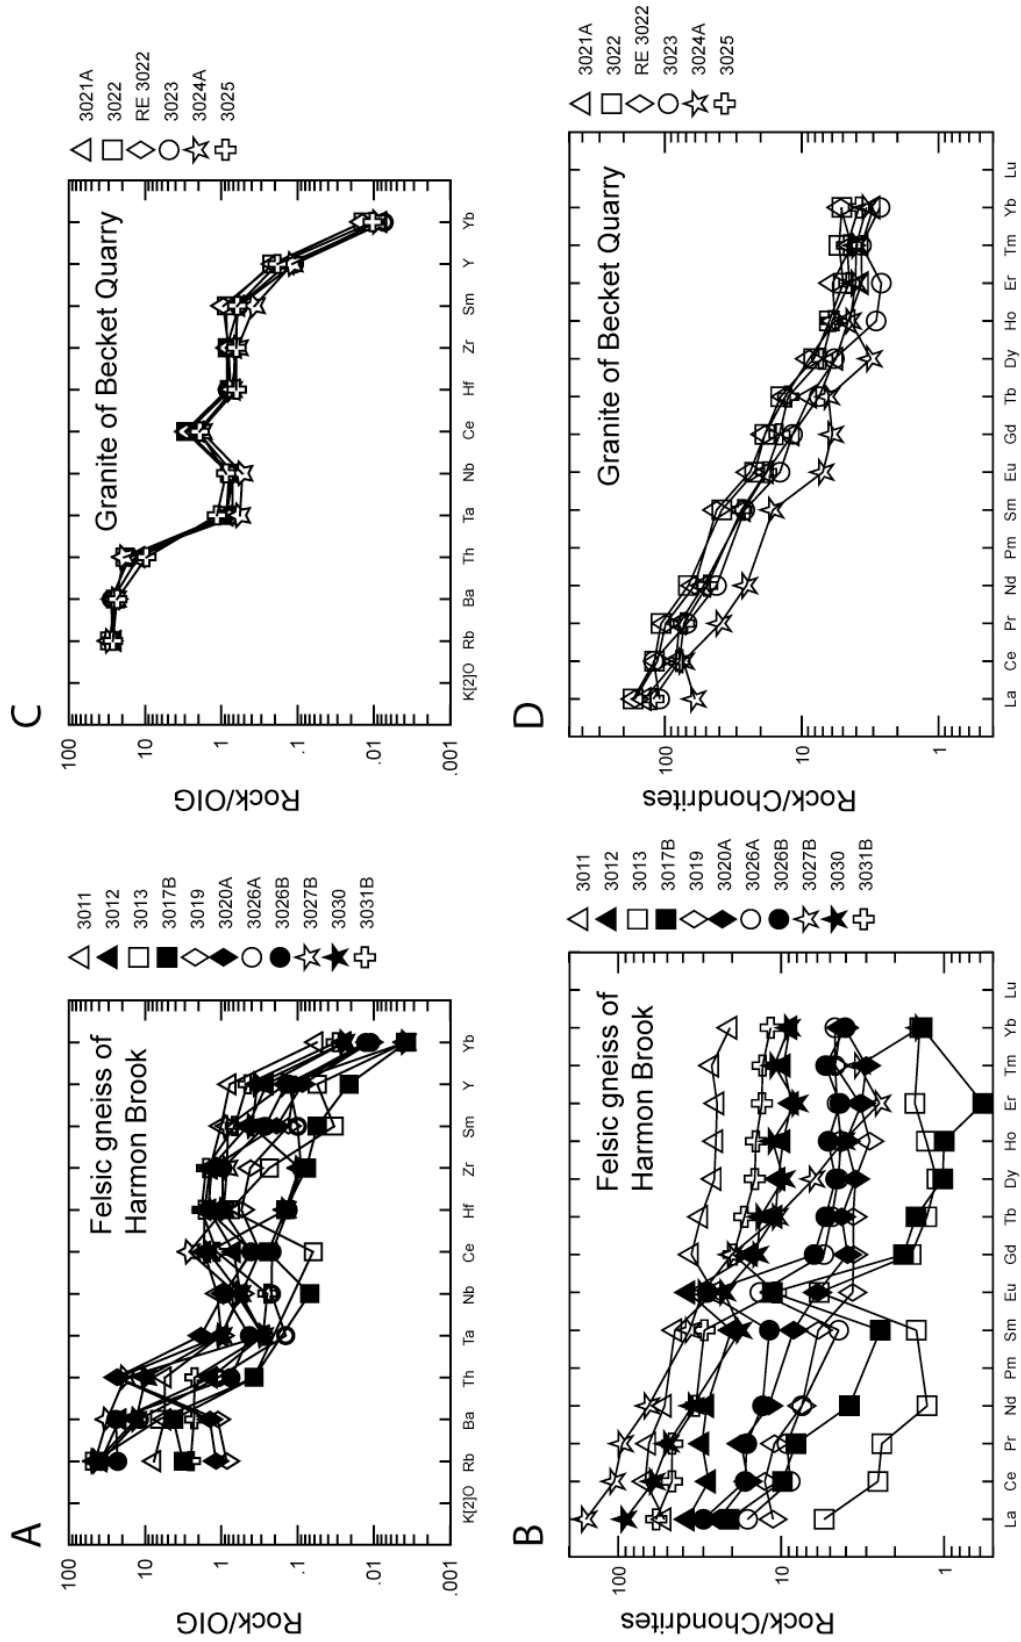 A
Rock/OIG
100
10
1
.1
.01
.001
Felsic gneiss of
Harmon Brook
K[2]O
Rb
Ba
Th
Ta
Nb
Ce
Hf
Zr
Sm
Y
Yb
3011
3012
3013
3017B
3019
3020A
3026A
3026B
3027B
3030
3031B
B
Rock/Chondrites
100
10
1
Felsic gneiss of
Harmon Brook
La
Ce
Pr
Nd
Pm
Sm
Eu
Gd
Tb
Dy
Ho
Er
Tm
Yb
Lu
3011
3012
3013
3017B
3019
3020A
3026A
3026B
3027B
3030
3031B
C
Rock/OIG
100
10
1
.1
.01
.001
Granite of Becket Quarry
K[2]O
Rb
Ba
Th
Ta
Nb
Ce
Hf
Zr
Sm
Y
Yb
3021A
3022
RE 3022
3023
3024A
3025
D
Rock/Chondrites
100
10
1
Granite of Becket Quarry
La
Ce
Pr
Nd
Pm
Sm
Eu
Gd
Tb
Dy
Ho
Er
Tm
Yb
Lu
3021A
3022
RE 3022
3023
3024A
3025